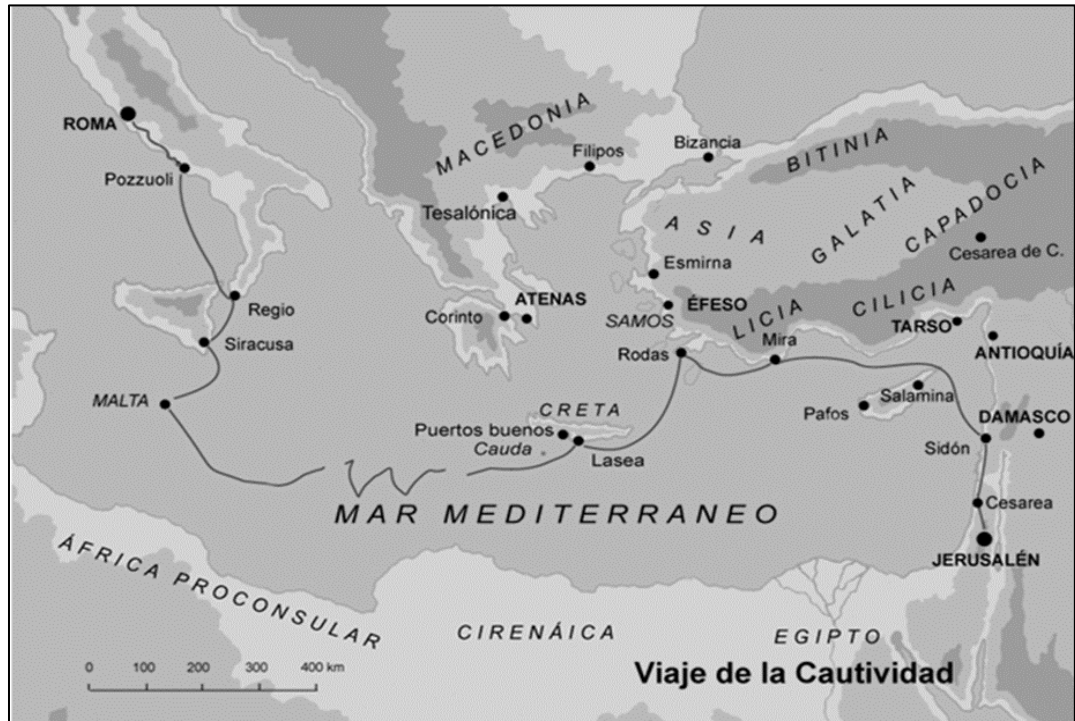 ROMA
Pozzuoli
MACEDONIA
Filipos
Bizancia
BITINIA
Tesalónica
ASIA
GALATIA
CAPADOCIA
Cesarea de C.
Esmirna
Regio
Corinto
ATENAS
SAMOS
ÉFESO
LICIA
CILICIA
TARSO
Siracusa
Rodas
Mira
ANTIOQUÍA
MALTA
CRETA
Pafos
Salamina
DAMASCO
Puertos buenos
Cauda
Lasea
Sidón
MAR MEDITERRANEO
Cesarea
JERUSALÉN
ÁFRICA PROCONSULAR
CIRENÁICA
EGIPTO
0 100 200 300 400 km
Viaje de la Cautividad